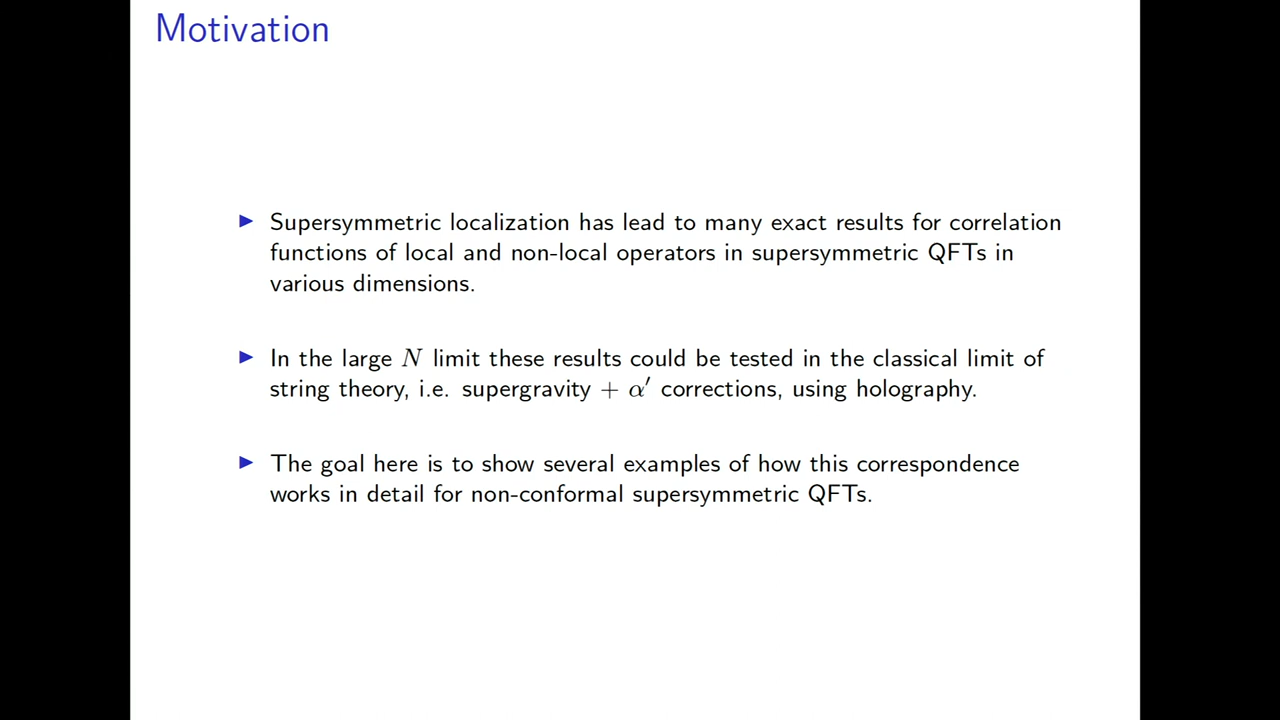 Motivation
▶ Supersymmetric localization has lead to many exact results for correlation
functions of local and non-local operators in supersymmetric QFTs in
various dimensions.
▶ In the large N limit these results could be tested in the classical limit of
string theory, i.e. supergravity + α′ corrections, using holography.
▶ The goal here is to show several examples of how this correspondence
works in detail for non-conformal supersymmetric QFTs.